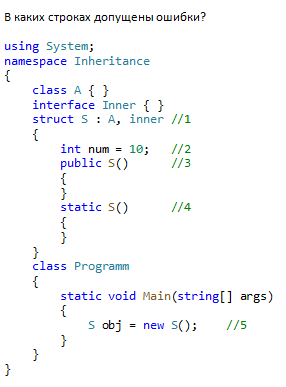 В каких строках допущены ошибки?
using System;
namespace Inheritance
{
class A { }
interface Inner { }
struct S : A, inner //1
{
int num = 10; //2
public S() //3
{
}
static S() //4
{
}
}
class Programm
{
static void Main(string[] args)
{
S obj = new S(); //5
}
}
}